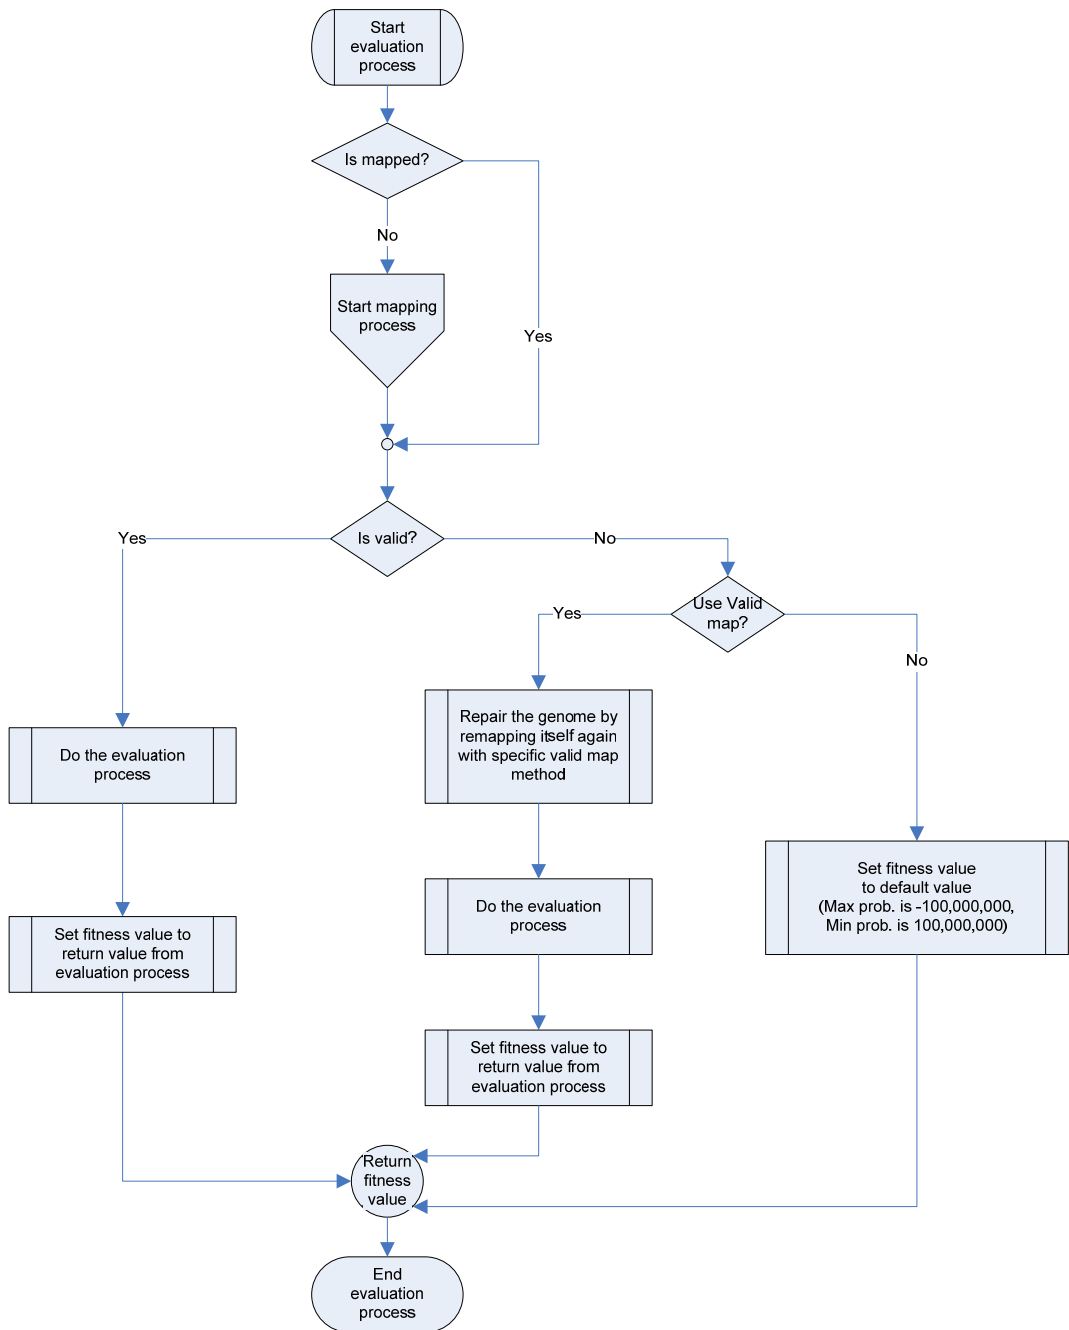 Start
evaluation
process
Is mapped?
No
Start mapping
process
Yes
Is valid?
Yes
No
Use Valid
map?
Yes
No
Repair the genome by
remapping itself again
with specific valid map
method
Do the evaluation
process
Set fitness value
to default value
(Max prob. is -100,000,000,
Min prob. is 100,000,000)
Do the evaluation
process
Set fitness value to
return value from
evaluation process
Set fitness value to
return value from
evaluation process
Return
fitness
value
End
evaluation
process